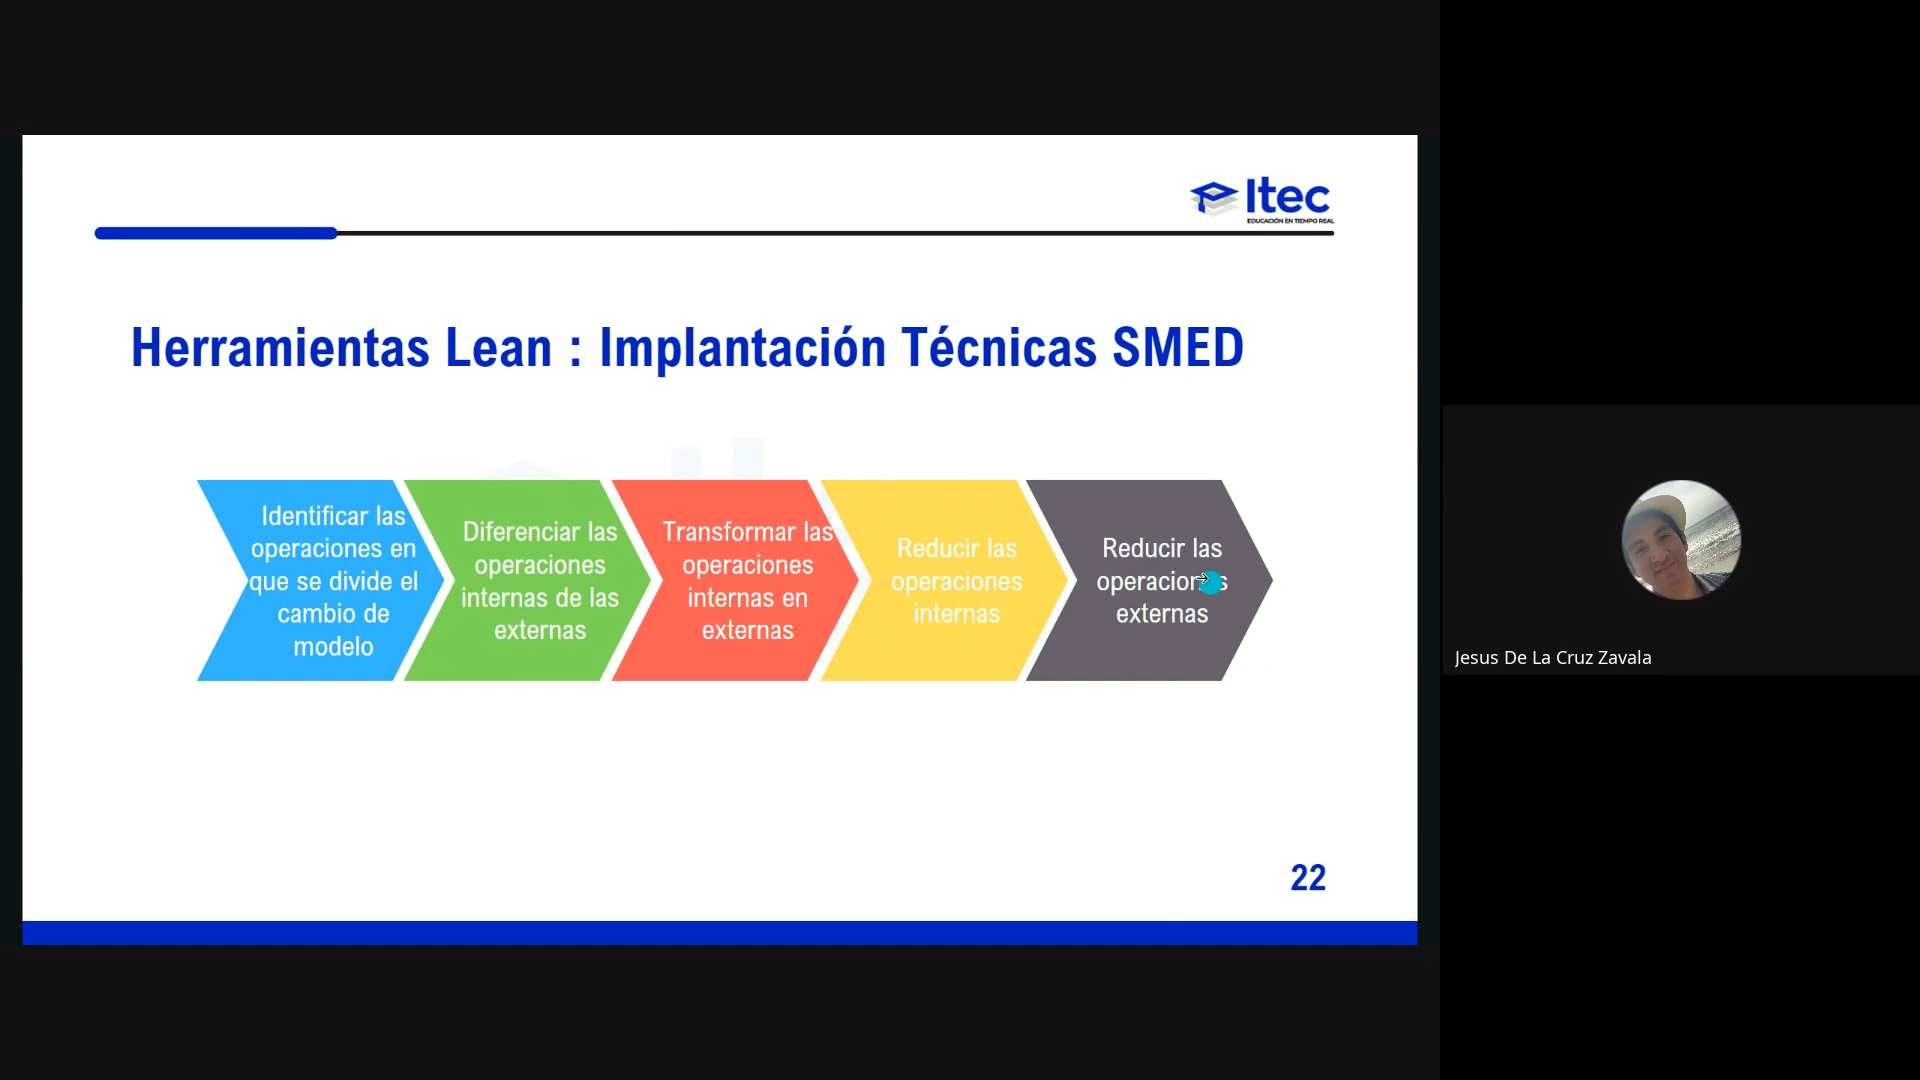 Itec
EDUCACIÓN EN TIEMPO REAL
Herramientas Lean : Implantación Técnicas SMED
Identificar las
operaciones en
que se divide el
cambio de
modelo
Diferenciar las
operaciones
internas de las
externas
Transformar las
operaciones
internas en
externas
Reducir las
operaciones
internas
Reducir las
operaciones
externas
22
Jesus De La Cruz Zavala